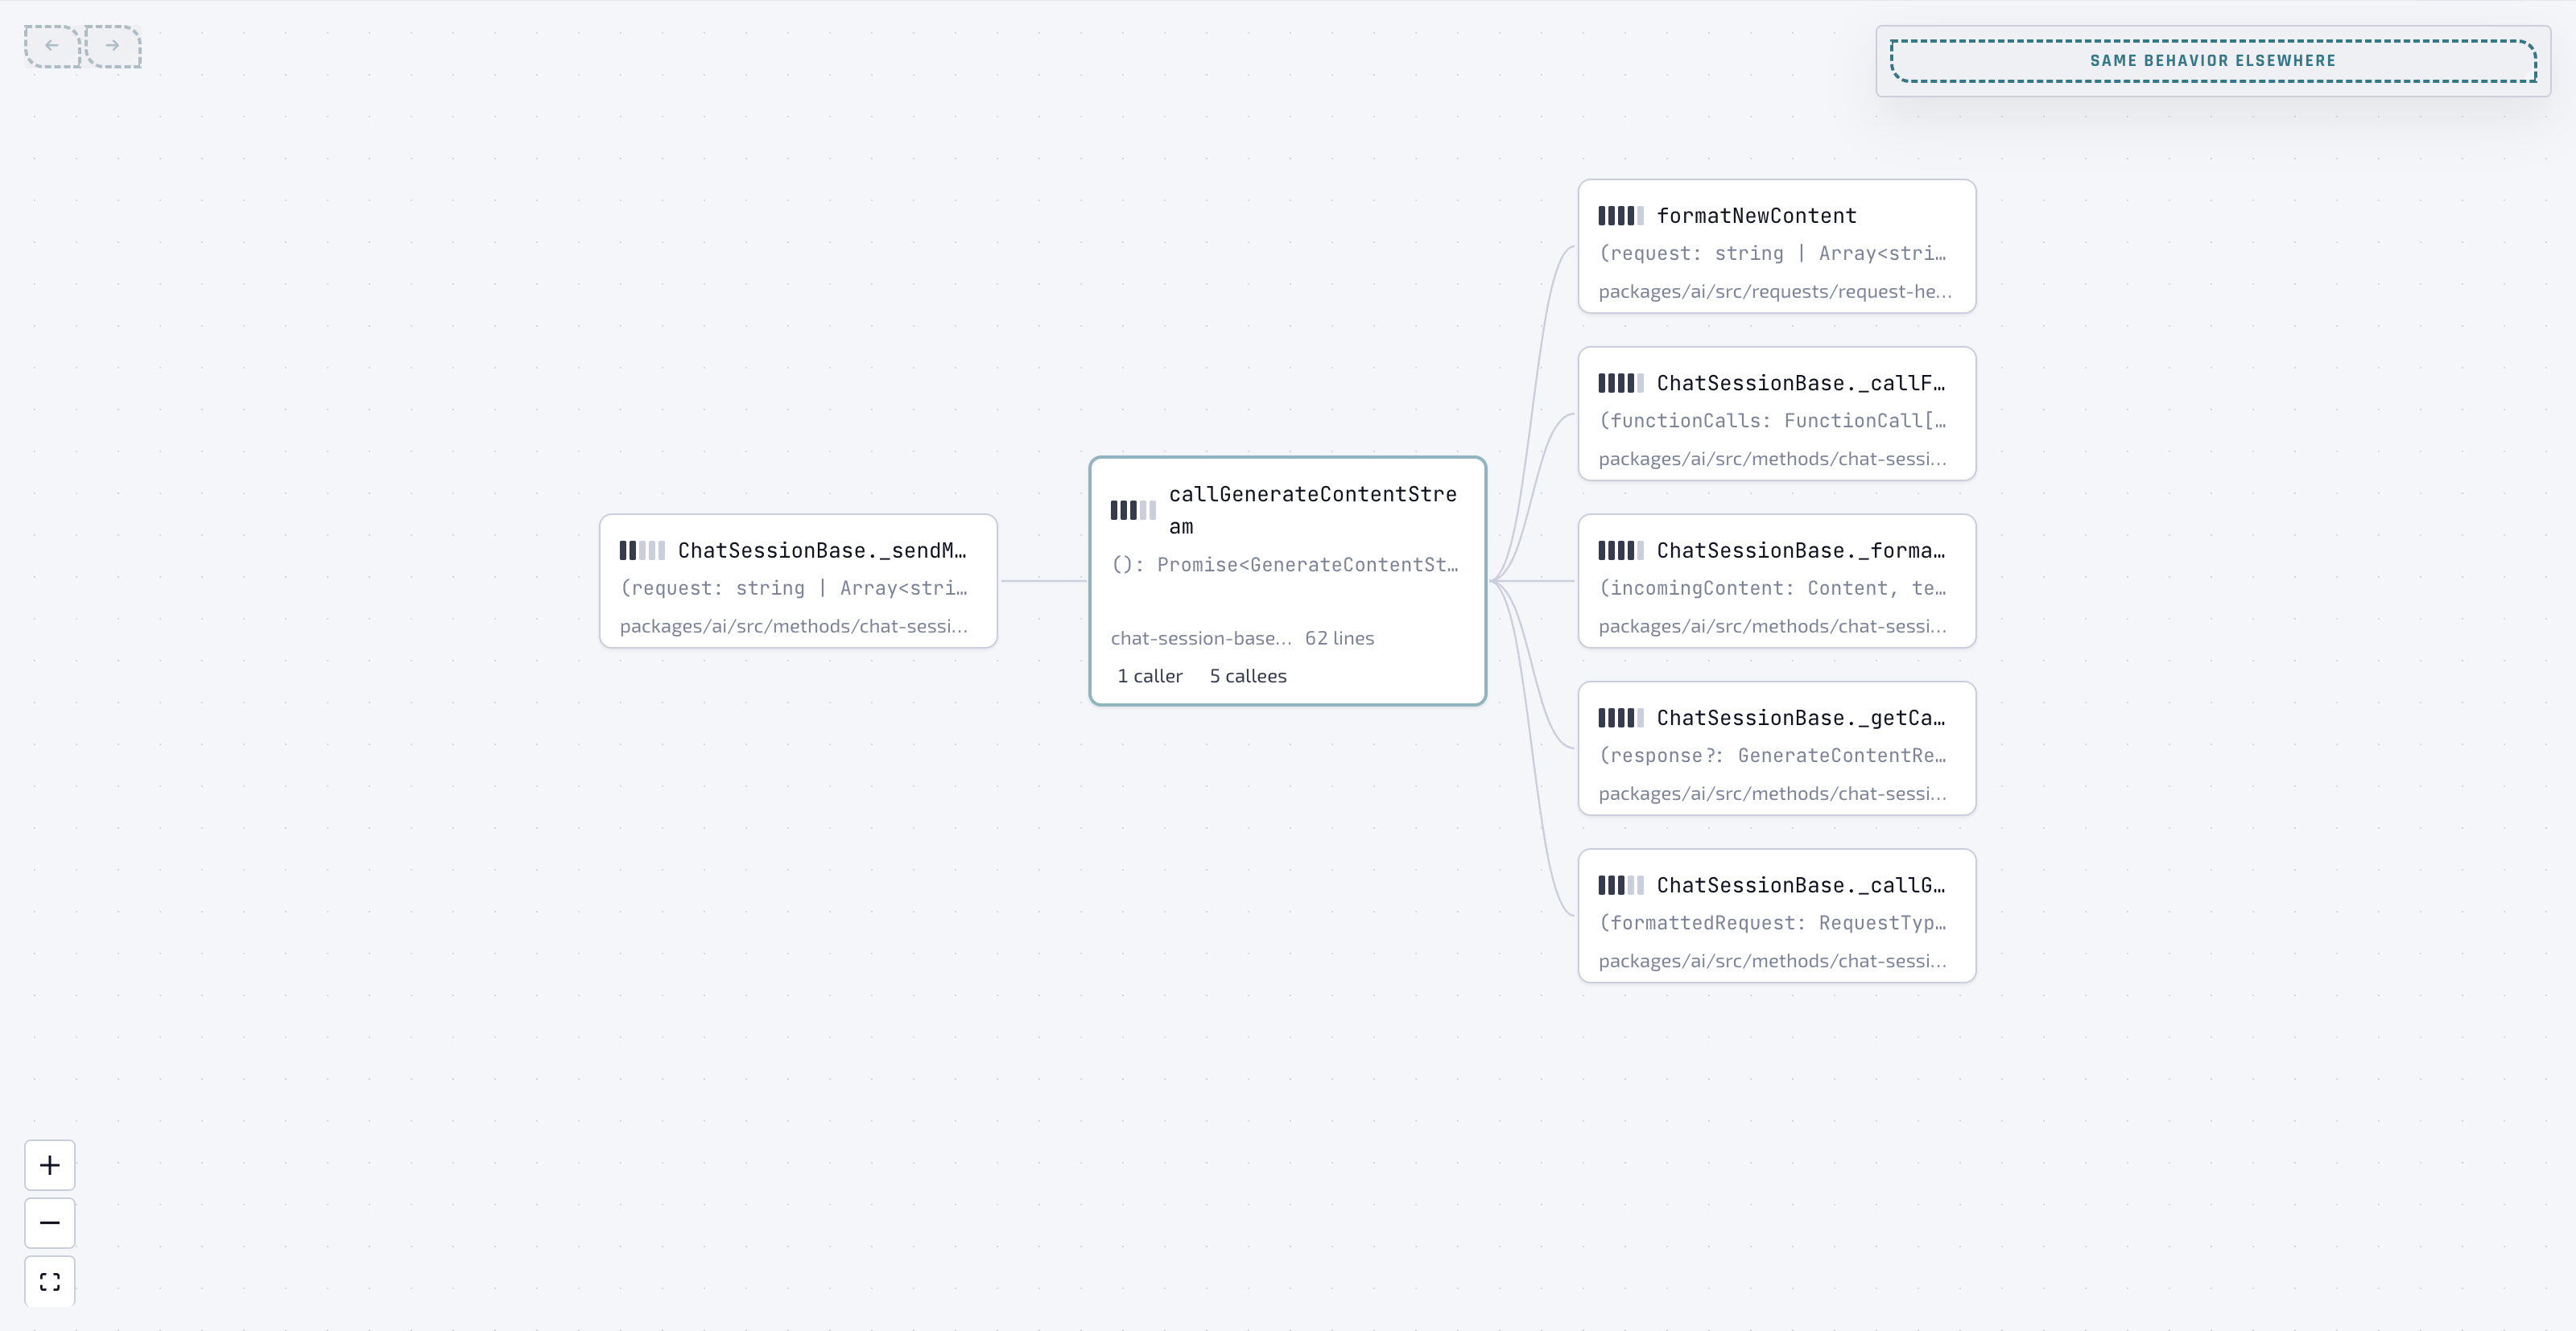 SAME BEHAVIOR ELSEWHERE
ChatSessionBase._sendM…
(request: string | Array<stri…
packages/ai/src/methods/chat-sessi…
callGenerateContentStre
am
(): Promise<GenerateContentSt…
chat-session-base… 62 lines
1 caller 5 callees
formatNewContent
(request: string | Array<stri…
packages/ai/src/requests/request-he…
ChatSessionBase._callF…
(functionCalls: FunctionCall[…
packages/ai/src/methods/chat-sessi…
ChatSessionBase._forma…
(incomingContent: Content, te…
packages/ai/src/methods/chat-sessi…
ChatSessionBase._getCa…
(response?: GenerateContentRe…
packages/ai/src/methods/chat-sessi…
ChatSessionBase._callG…
(formattedRequest: RequestTyp…
packages/ai/src/methods/chat-sessi…